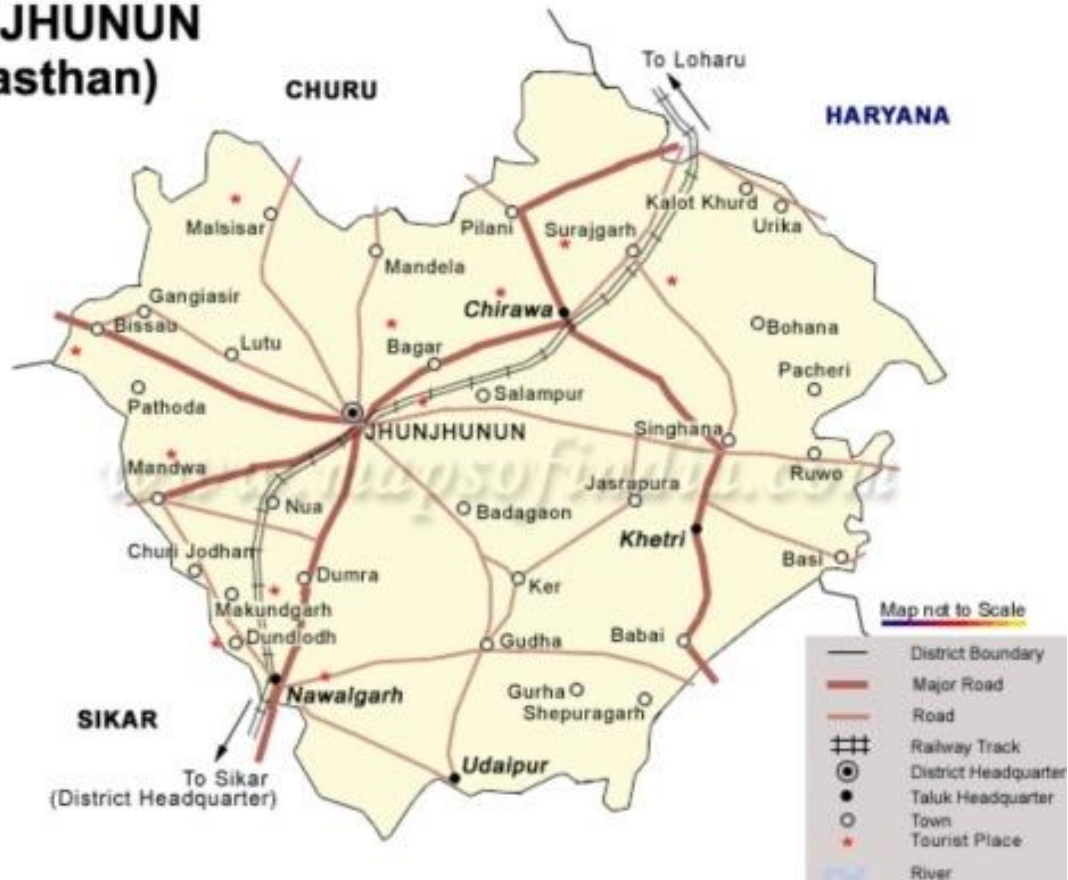 JHUNUN
asthan)
CHURU
To Loharu
HARYANA
Malsisar
Pilani
Surajgarh
Kalot Khurd
Urika
Mandela
Gangiasir
Chirawa
Bissau
Bohana
Lutu
Bagar
Pacheri
Pathoda
Salampur
JHUNJHUNUN
Singhana
Mandwa
Ruwo
www.mapsofindia.com
Jasrapura
Nua
Badagaon
Khetri
Churi Jodhan
Basi
Dumra
Ker
Makundgarh
Map not to Scale
Dundlodh
Gudha
Babai
District Boundary
Major Road
Nawalgarh
Gurha
Shepuragarh
Road
SIKAR
Railway Track
Udaipur
District Headquarter
To Sikar
(District Headquarter)
Taluk Headquarter
Town
Tourist Place
River